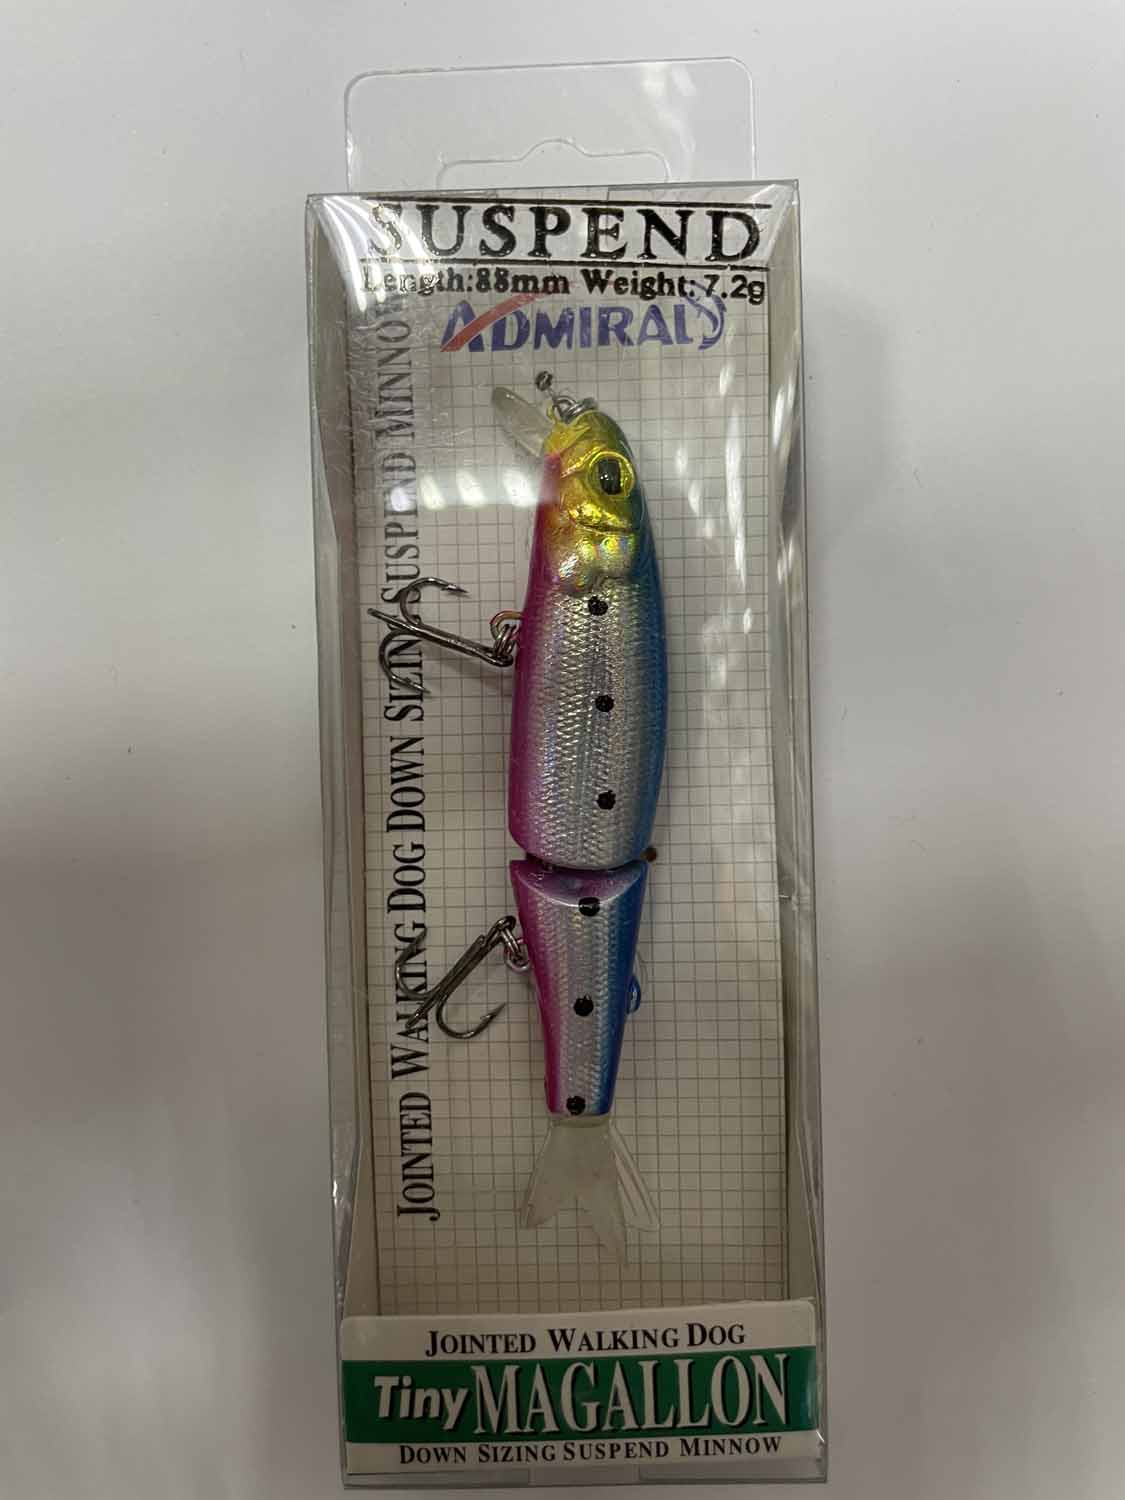 SUSPEND
Length:88mm Weight:7.2g
ADMIRALS
JOINTED WALKING DOG DOWN SIZING SUSPEND MINNOW
JOINTED WALKING DOG
Tiny MAGALLON
DOWN SIZING SUSPEND MINNOW